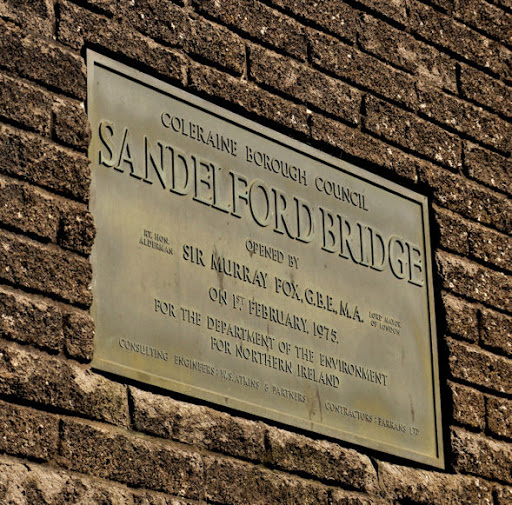 COLERAINE BOROUGH COUNCIL
SANDELFORD BRIDGE
OPENED BY
RT. HON. ALDERMAN SIR MURRAY FOX, G.B.E., M.A. LORD MAYOR OF LONDON
ON 1ST FEBRUARY, 1975.
FOR THE DEPARTMENT OF THE ENVIRONMENT
FOR NORTHERN IRELAND
CONSULTING ENGINEERS: W.S. ATKINS & PARTNERS CONTRACTORS: FARRANS LTD